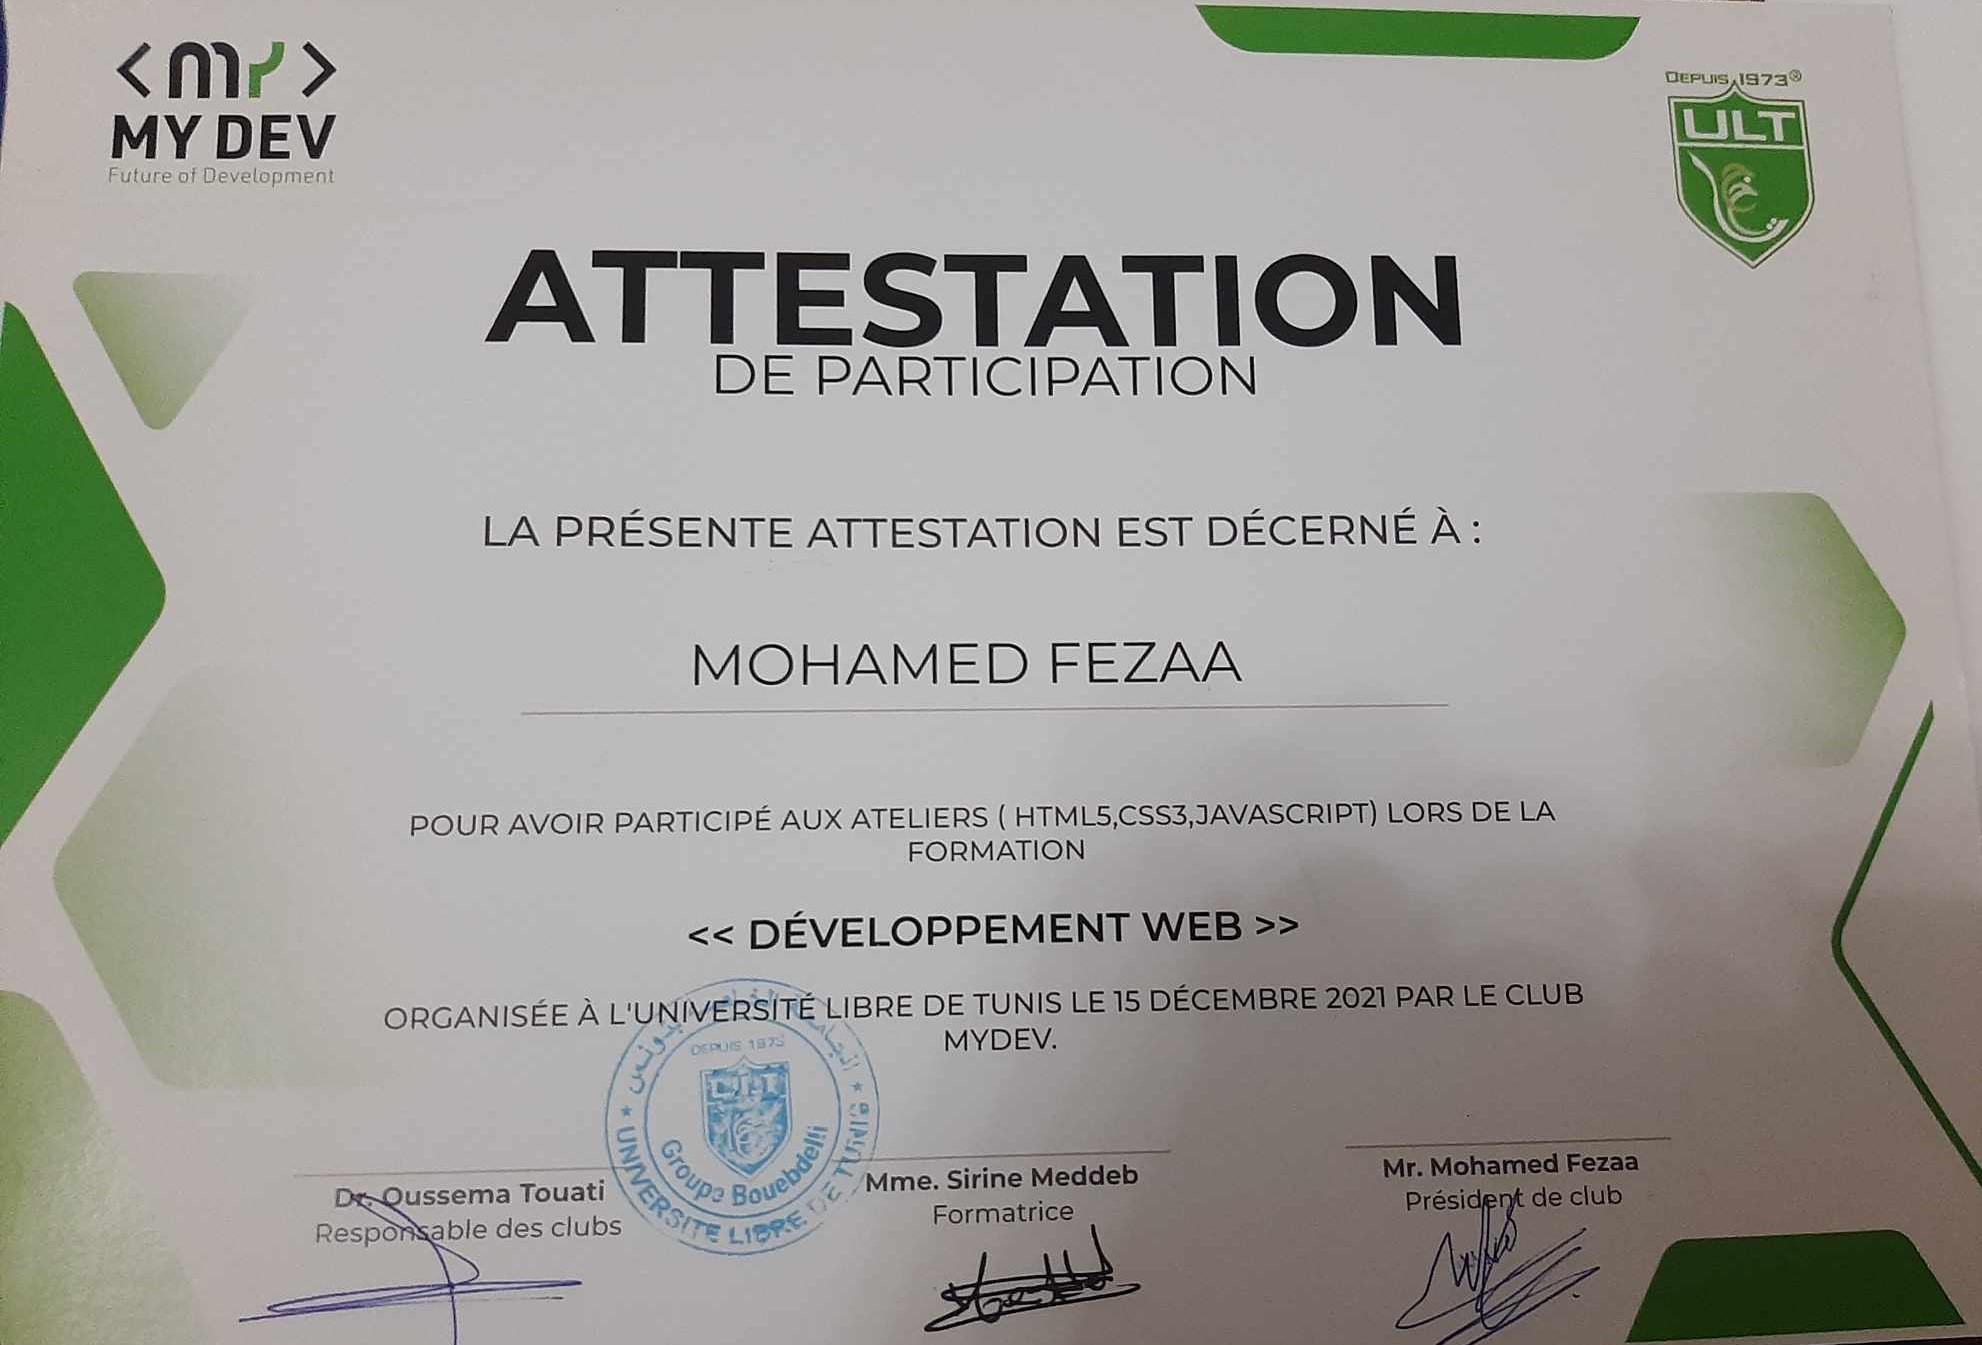 <my>
MY DEV
Future of Development
DEPUIS 1973®
ULT
ATTESTATION
DE PARTICIPATION
LA PRÉSENTE ATTESTATION EST DÉCERNÉ À :
MOHAMED FEZAA
POUR AVOIR PARTICIPÉ AUX ATELIERS ( HTML5,CSS3,JAVASCRIPT) LORS DE LA
FORMATION
<< DÉVELOPPEMENT WEB >>
ORGANISÉE À L'UNIVERSITÉ LIBRE DE TUNIS LE 15 DÉCEMBRE 2021 PAR LE CLUB
MYDEV.
الجامعة الخاصة بتونس
DEPUIS 1973
ULT
Groupe Bouebdelli
★ UNIVERSITE LIBRE DE TUNIS ★
Dr. Oussema Touati
Responsable des clubs
Mme. Sirine Meddeb
Formatrice
Mr. Mohamed Fezaa
Président de club